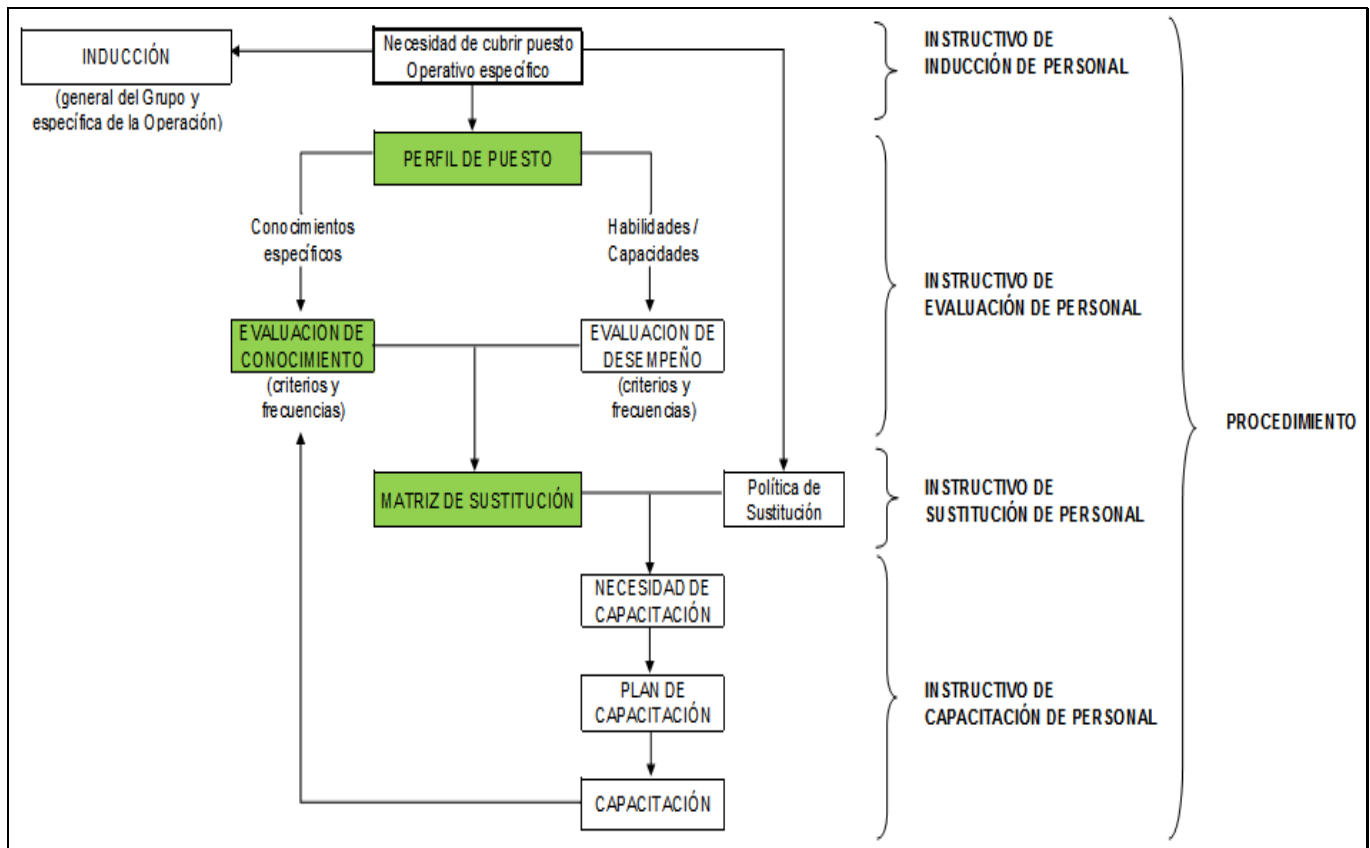 INDUCCIÓN
(general del Grupo y
específica de la Operación)
Necesidad de cubrir puesto
Operativo específico
INSTRUCTIVO DE
INDUCCIÓN DE PERSONAL
PERFIL DE PUESTO
Conocimientos
específicos
Habilidades /
Capacidades
EVALUACION DE
CONOCIMIENTO
(criterios y
frecuencias)
EVALUACION DE
DESEMPEÑO
(criterios y
frecuencias)
INSTRUCTIVO DE
EVALUACIÓN DE PERSONAL
MATRIZ DE SUSTITUCIÓN
Política de
Sustitución
INSTRUCTIVO DE
SUSTITUCIÓN DE PERSONAL
NECESIDAD DE
CAPACITACIÓN
PLAN DE
CAPACITACIÓN
CAPACITACIÓN
INSTRUCTIVO DE
CAPACITACIÓN DE PERSONAL
PROCEDIMIENTO